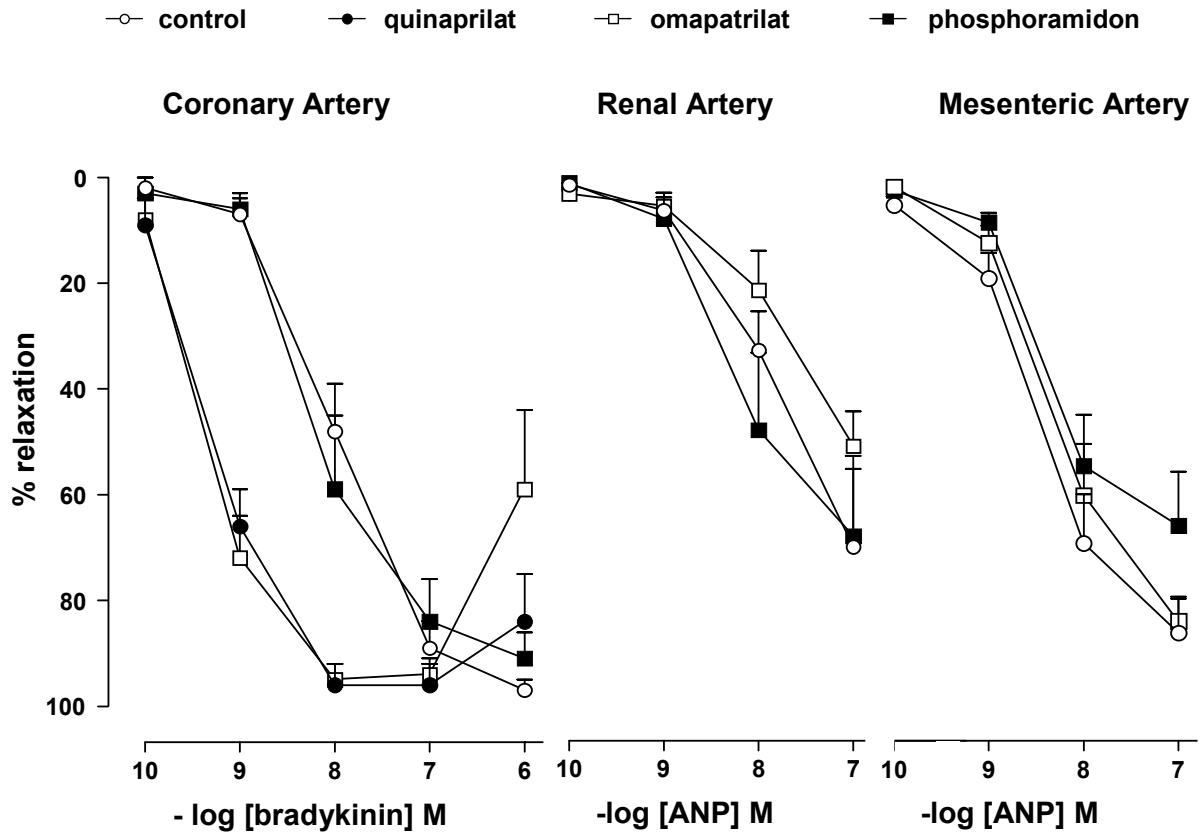 control quinaprilat omapatrilat phosphoramidon
Coronary Artery Renal Artery Mesenteric Artery
% relaxation
0
20
40
60
80
100
10 9 8 7 6 10 9 8 7 10 9 8 7
- log [bradykinin] M -log [ANP] M -log [ANP] M